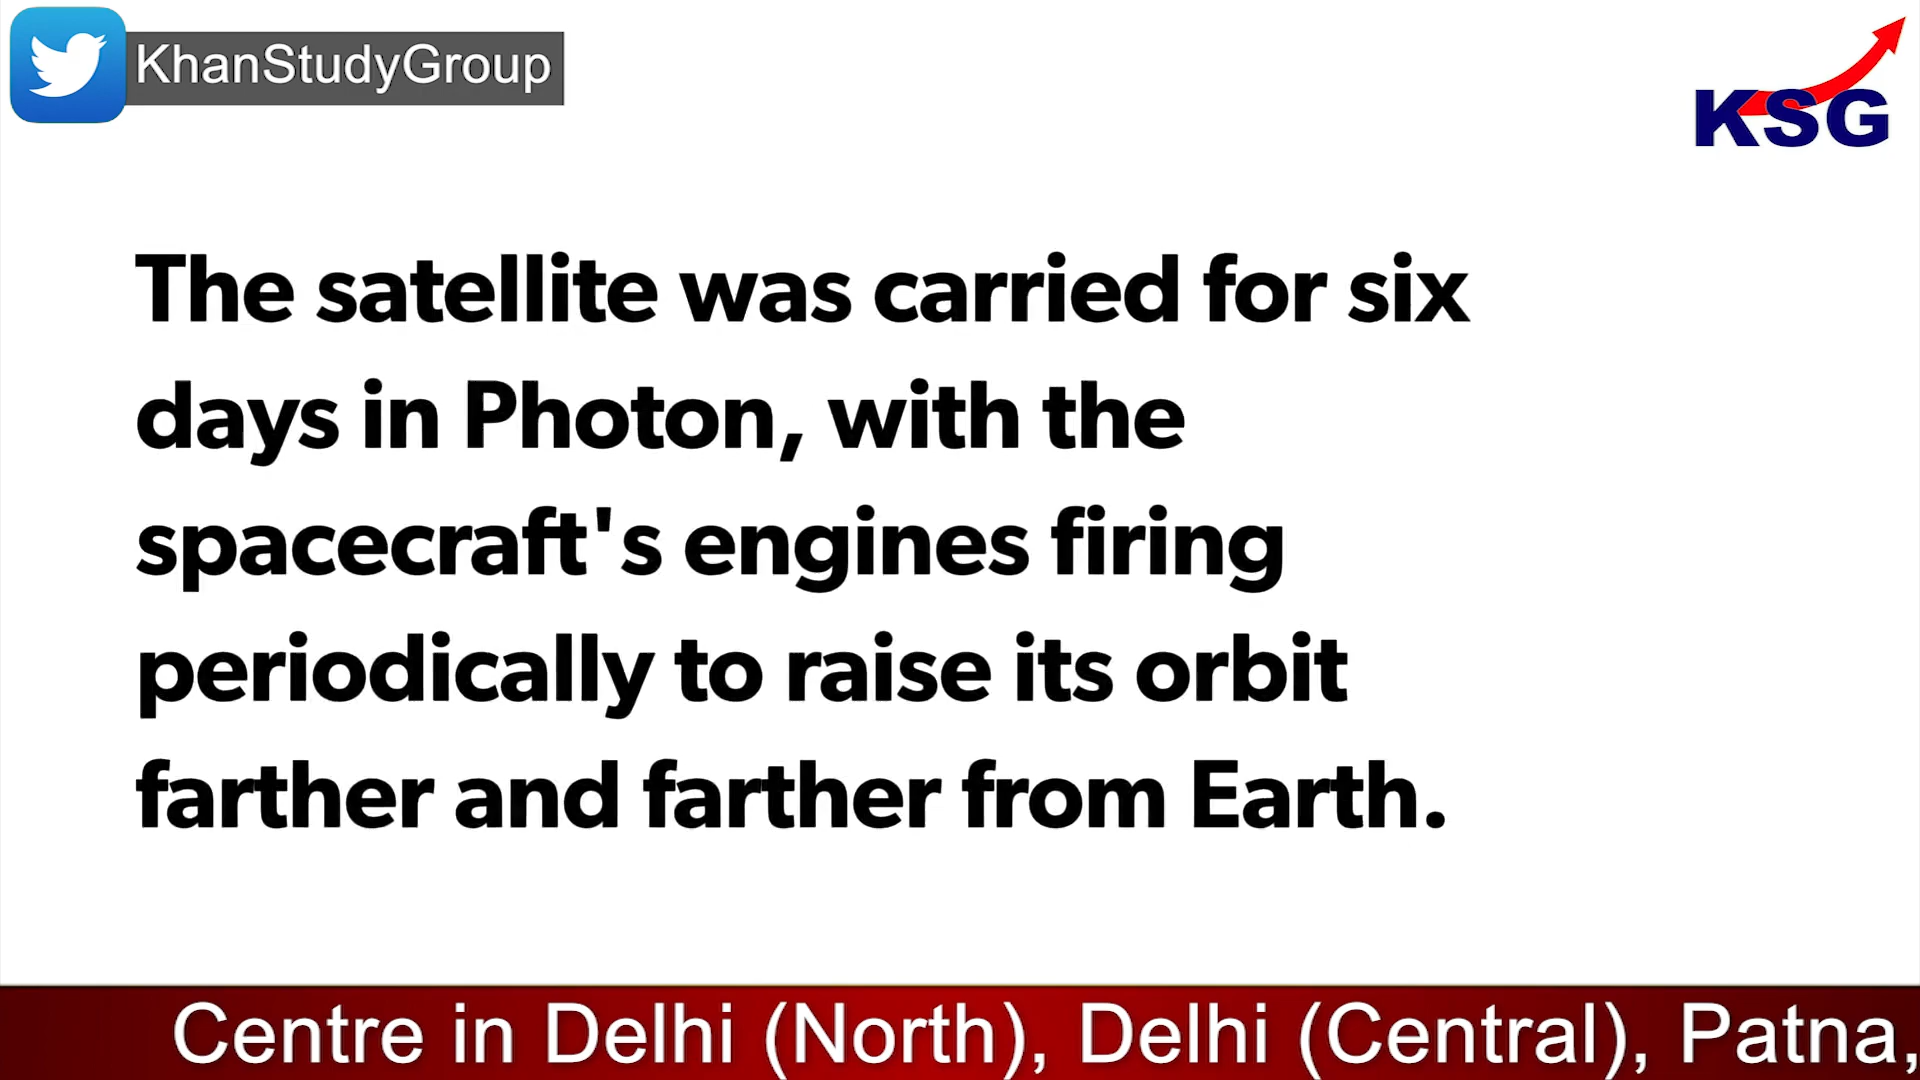 KhanStudyGroup
KSG
The satellite was carried for six
days in Photon, with the
spacecraft's engines firing
periodically to raise its orbit
farther and farther from Earth.
Centre in Delhi (North), Delhi (Central), Patna,